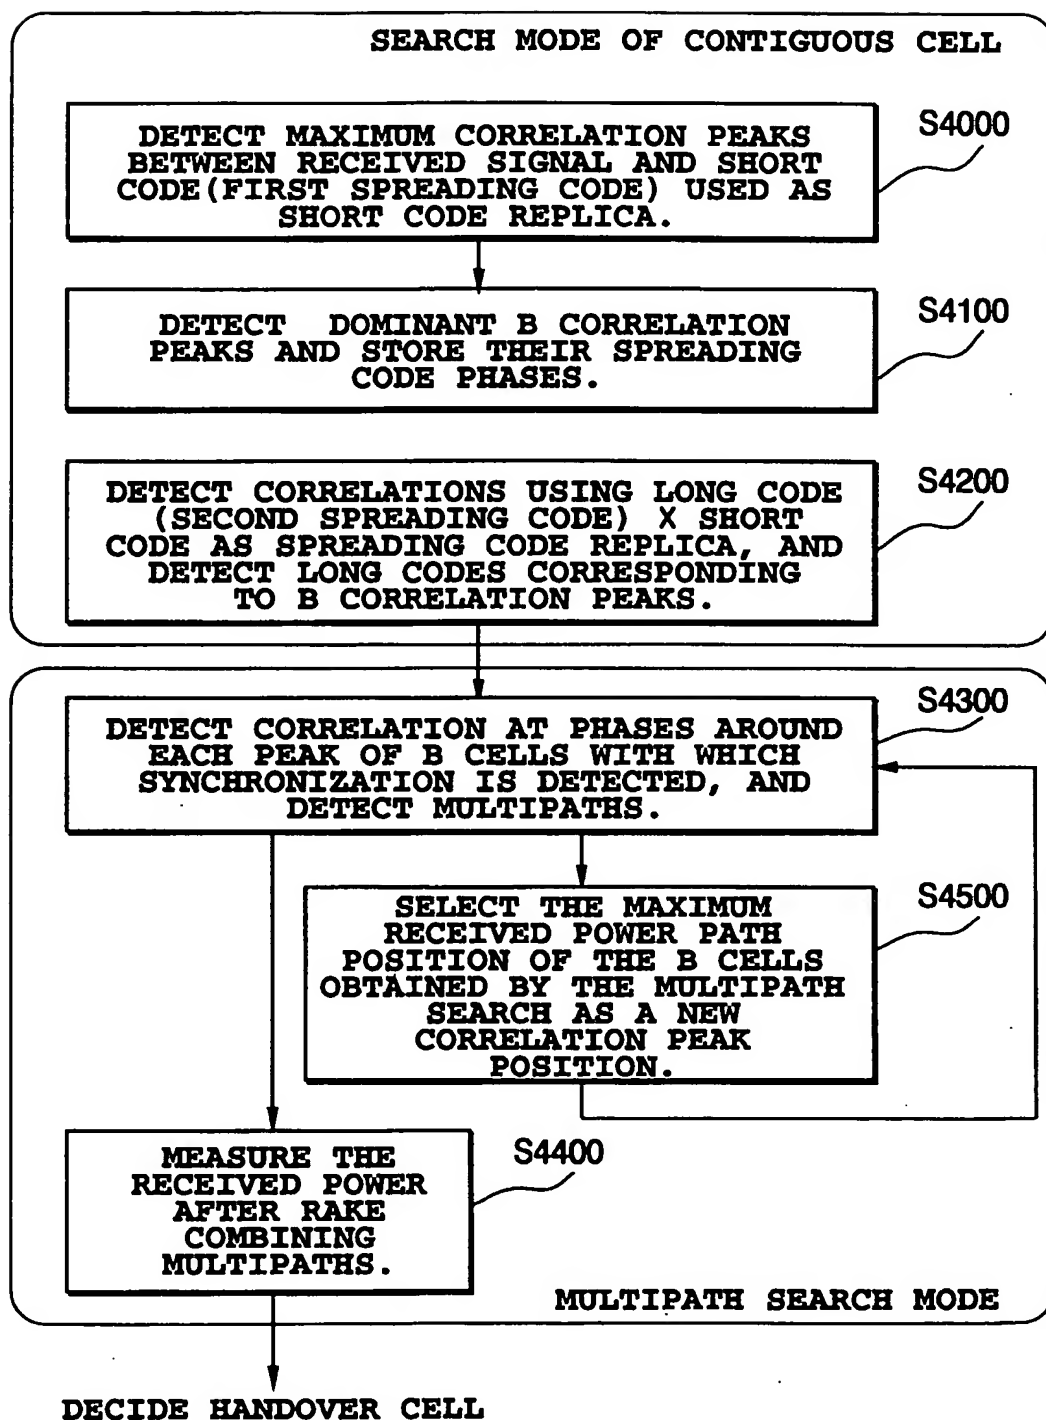 SEARCH MODE OF CONTIGUOUS CELL
S4000
DETECT MAXIMUM CORRELATION PEAKS
BETWEEN RECEIVED SIGNAL AND SHORT
CODE(FIRST SPREADING CODE) USED AS
SHORT CODE REPLICA.
S4100
DETECT DOMINANT B CORRELATION
PEAKS AND STORE THEIR SPREADING
CODE PHASES.
S4200
DETECT CORRELATIONS USING LONG CODE
(SECOND SPREADING CODE) X SHORT
CODE AS SPREADING CODE REPLICA, AND
DETECT LONG CODES CORRESPONDING
TO B CORRELATION PEAKS.
S4300
DETECT CORRELATION AT PHASES AROUND
EACH PEAK OF B CELLS WITH WHICH
SYNCHRONIZATION IS DETECTED, AND
DETECT MULTIPATHS.
S4500
SELECT THE MAXIMUM
RECEIVED POWER PATH
POSITION OF THE B CELLS
OBTAINED BY THE MULTIPATH
SEARCH AS A NEW
CORRELATION PEAK
POSITION.
S4400
MEASURE THE
RECEIVED POWER
AFTER RAKE
COMBINING
MULTIPATHS.
MULTIPATH SEARCH MODE
DECIDE HANDOVER CELL